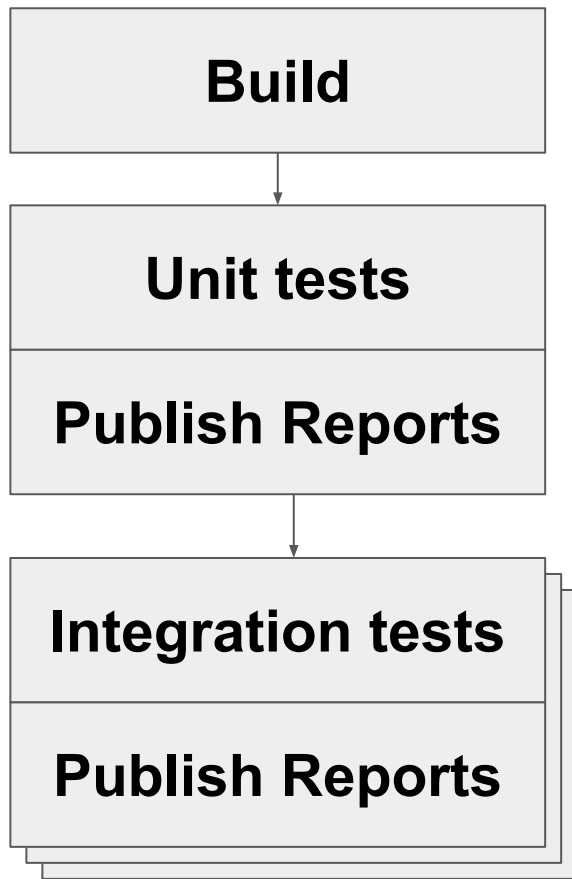 Build
Unit tests
Publish Reports
Integration tests
Publish Reports